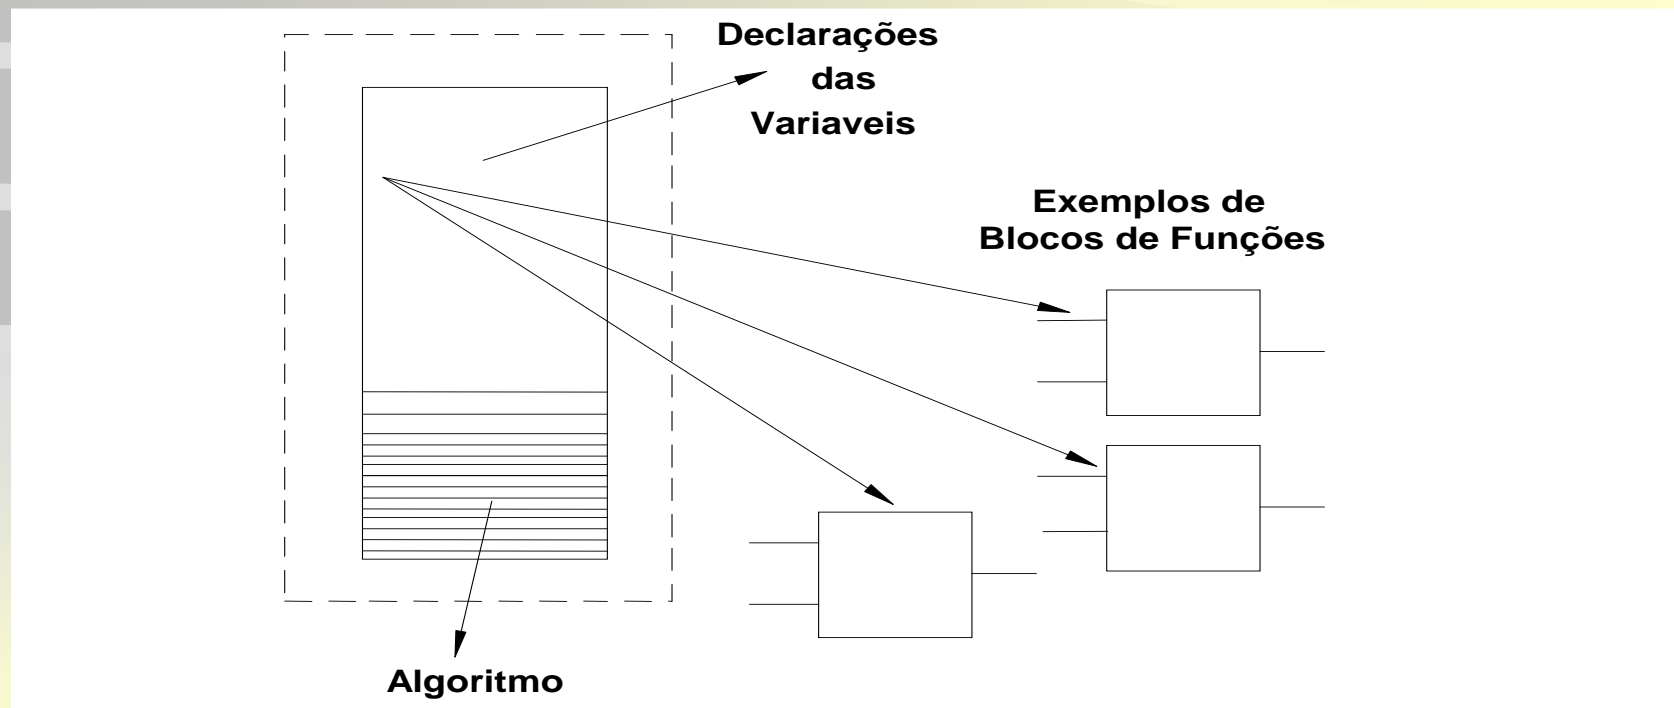 Declarações
das
Variaveis
Exemplos de
Blocos de Funções
Algoritmo